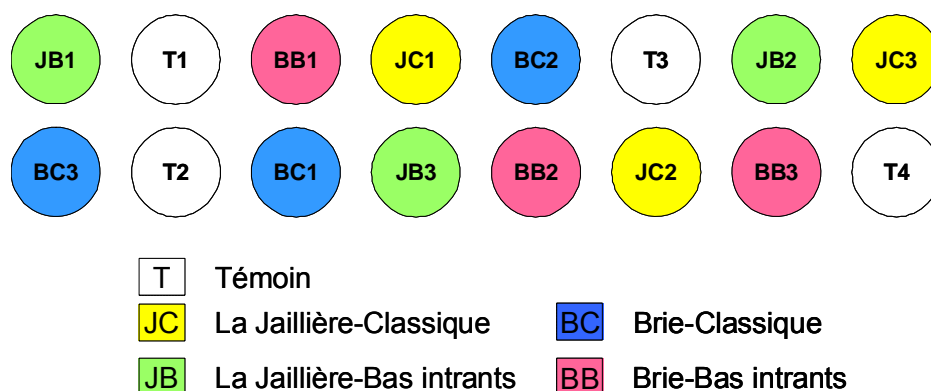 JB1 T1 BB1 JC1 BC2 T3 JB2 JC3
BC3 T2 BC1 JB3 BB2 JC2 BB3 T4
T Témoin
JC La Jaillière-Classique BC Brie-Classique
JB La Jaillière-Bas intrants BB Brie-Bas intrants